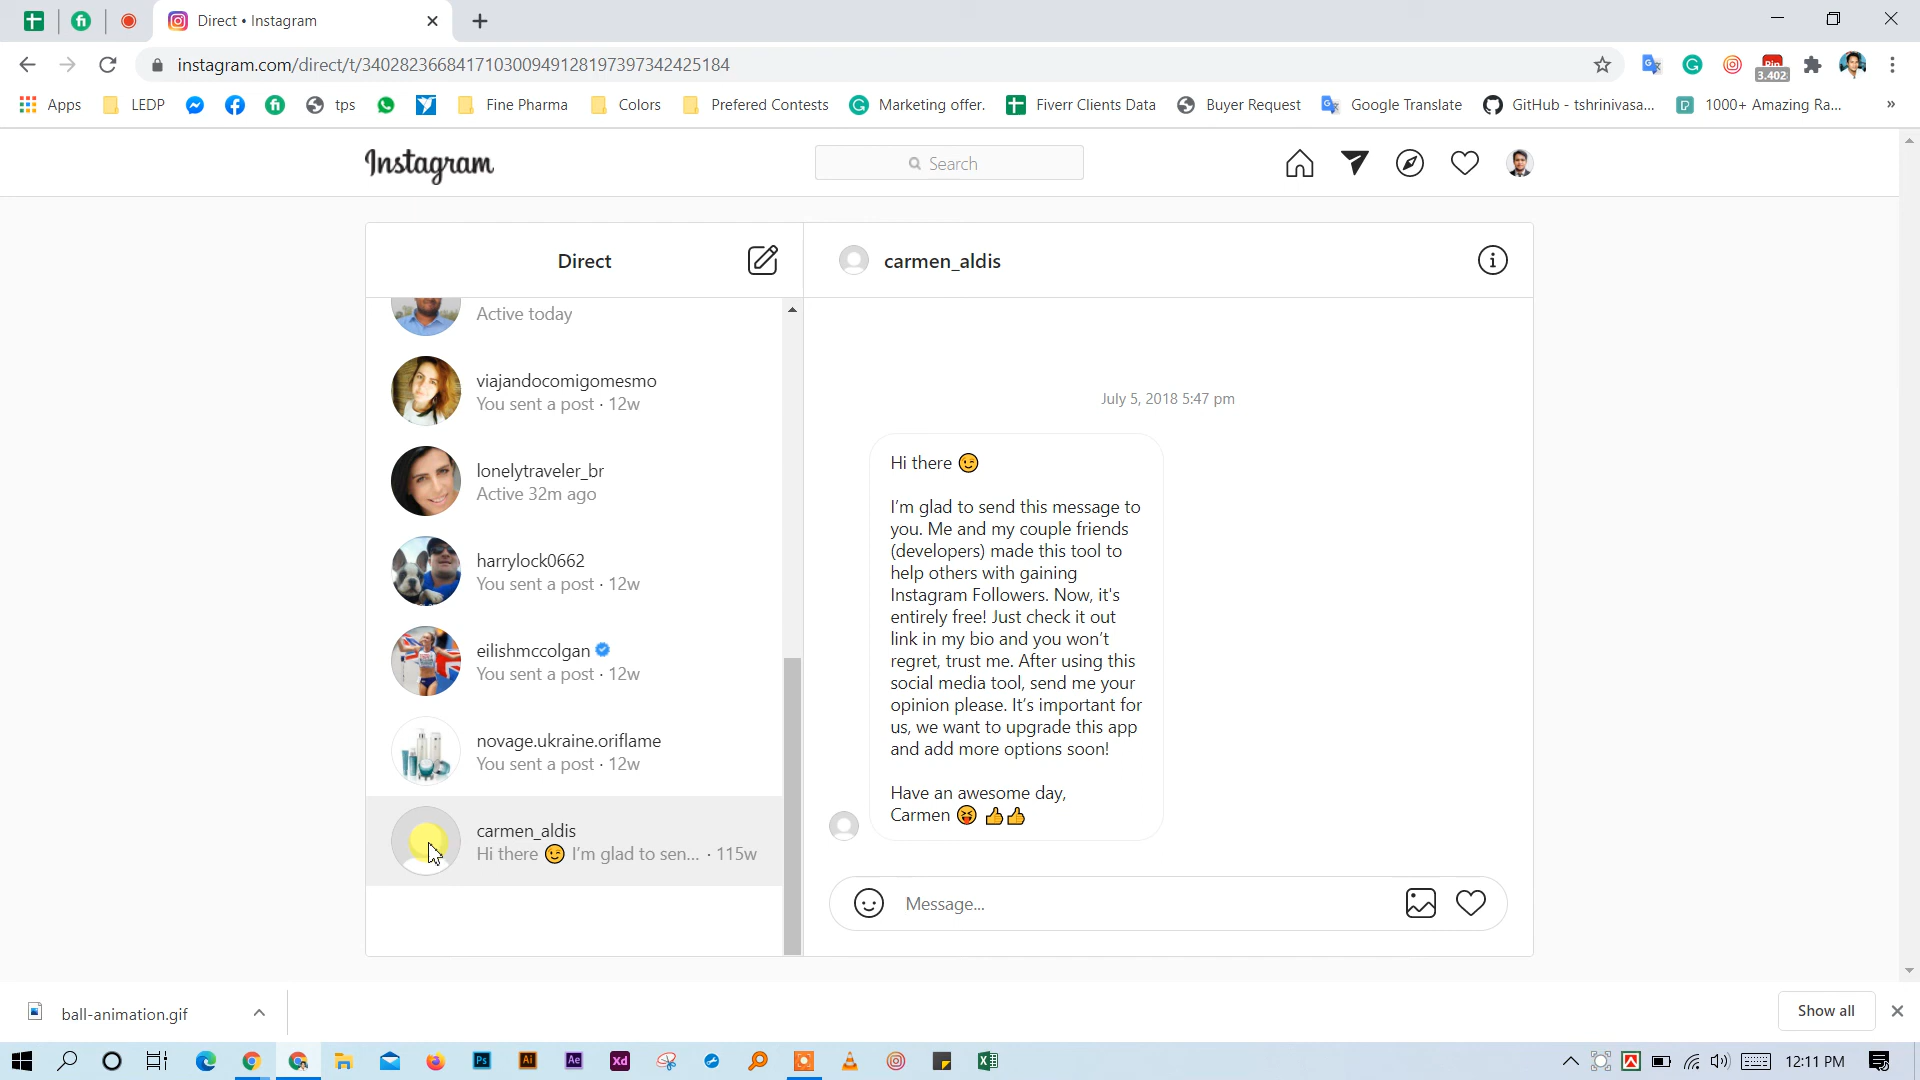 Direct • Instagram
instagram.com/direct/t/340282366841710300949128197397342425184
3.402
Apps
LEDP
tps
Fine Pharma
Colors
Prefered Contests
Marketing offer.
Fiverr Clients Data
Buyer Request
Google Translate
GitHub - tshrinivasa...
1000+ Amazing Ra...
»
Instagram
Search
Direct
carmen_aldis
Active today
viajandocomigomesmo
You sent a post · 12w
lonelytraveler_br
Active 32m ago
harrylock0662
You sent a post · 12w
eilishmccolgan
You sent a post · 12w
novage.ukraine.oriflame
You sent a post · 12w
carmen_aldis
Hi there 😉 I'm glad to sen... · 115w
July 5, 2018 5:47 pm
Hi there 😉
I'm glad to send this message to
you. Me and my couple friends
(developers) made this tool to
help others with gaining
Instagram Followers. Now, it's
entirely free! Just check it out
link in my bio and you won't
regret, trust me. After using this
social media tool, send me your
opinion please. It's important for
us, we want to upgrade this app
and add more options soon!
Have an awesome day,
Carmen 😝 👍👍
Message...
ball-animation.gif
Show all
Ps
Ai
Ae
Xd
12:11 PM